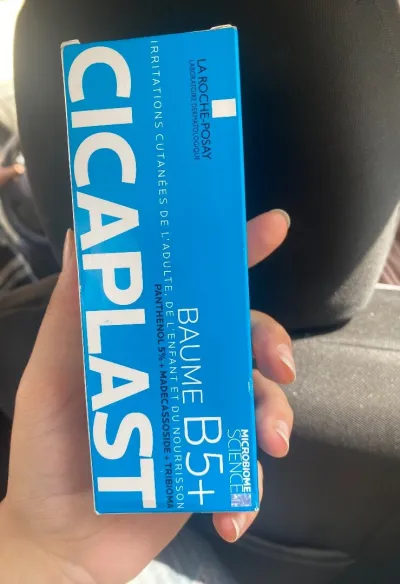 LA ROCHE-POSAY
LABORATOIRE DERMATOLOGIQUE
CICAPLAST
IRRITATIONS CUTANÉES DE L'ADULTE, DE L'ENFANT ET DU NOURRISSON
BAUME B5+
PANTHENOL 5% + MADECASSOSIDE + TRIBIOMA
MICROBIOME
SCIENCE